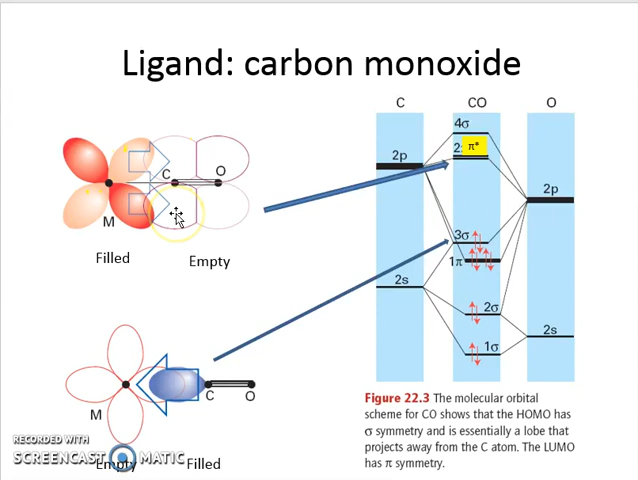 Ligand: carbon monoxide
C
CO
O
4σ
2π*
2p
2p
3σ
1π
2s
2σ
2s
1σ
C
O
M
Filled
Empty
M
C
O
Empty
Filled
Figure 22.3 The molecular orbital
scheme for CO shows that the HOMO has
σ symmetry and is essentially a lobe that
projects away from the C atom. The LUMO
has π symmetry.
RECORDED WITH
SCREENCAST MATIC